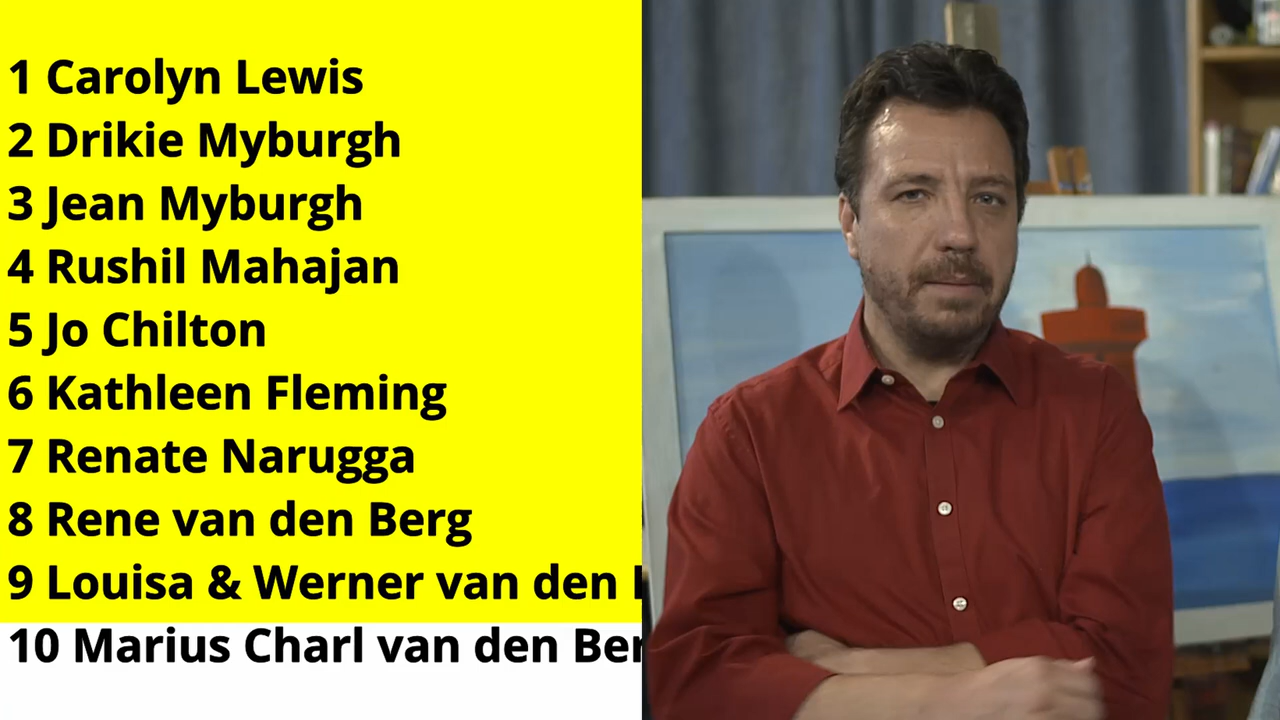 1 Carolyn Lewis
2 Drikie Myburgh
3 Jean Myburgh
4 Rushil Mahajan
5 Jo Chilton
6 Kathleen Fleming
7 Renate Narugga
8 Rene van den Berg
9 Louisa & Werner van den
10 Marius Charl van den Ber